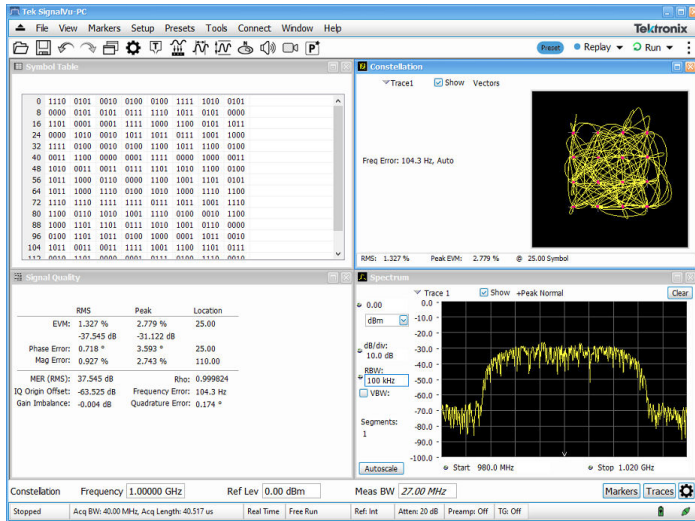 Tek SignalVu-PC
File View Markers Setup Presets Tools Connect Window Help
Tektronix
Preset Replay Run
Symbol Table
0 1110 0101 0010 0100 0100 1111 1010 0101
8 0000 0101 0101 0111 1110 1011 0101 0000
16 1101 0001 0001 1111 1000 1100 0101 1011
24 0000 1010 0010 1011 1011 0111 1001 1000
32 1111 0100 0010 0100 1100 1011 1110 0100
40 0011 1100 0000 0001 1111 0000 1000 0011
48 1010 0011 0011 0111 1101 1010 1100 0100
56 1011 0110 0000 0000 1100 1001 1101 0101
64 1011 1000 1110 0100 1010 0000 1110 1100
72 1110 1110 1111 1111 0111 1011 1001 1110
80 1100 0110 1010 1001 1110 0100 0010 1100
88 1000 1101 1101 0111 1010 1001 0110 0000
96 0100 1101 1011 0100 1000 0001 1011 0010
104 1011 0011 0011 1111 1001 1100 1101 0111
112 0010 1101 0000 0001 0111 0100 1110 0010
Constellation
Trace1 Show Vectors
Freq Error: 104.3 Hz, Auto
RMS: 1.327 % Peak EVM: 2.779 % @ 25.00 Symbol
Signal Quality
RMS Peak Location
EVM: 1.327 % 2.779 % 25.00
-37.545 dB -31.122 dB
Phase Error: 0.718 ° 3.593 ° 25.00
Mag Error: 0.927 % 2.743 % 110.00
MER (RMS): 37.545 dB Rho: 0.999824
IQ Origin Offset: -63.525 dB Frequency Error: 104.3 Hz
Gain Imbalance: -0.004 dB Quadrature Error: 0.174 °
Spectrum
Trace 1 Show +Peak Normal Clear
0.00
dBm
dB/div:
10.0 dB
RBW:
100 kHz
VBW:
Segments:
1
Autoscale
0.0
-10.0
-20.0
-30.0
-40.0
-50.0
-60.0
-70.0
-80.0
-90.0
-100.0
Start 980.0 MHz Stop 1.020 GHz
Constellation Frequency 1.00000 GHz Ref Lev 0.00 dBm Meas BW 27.00 MHz Markers Traces
Stopped Acq BW: 40.00 MHz, Acq Length: 40.517 us Real Time Free Run Ref: Int Atten: 20 dB Preamp: Off TG: Off